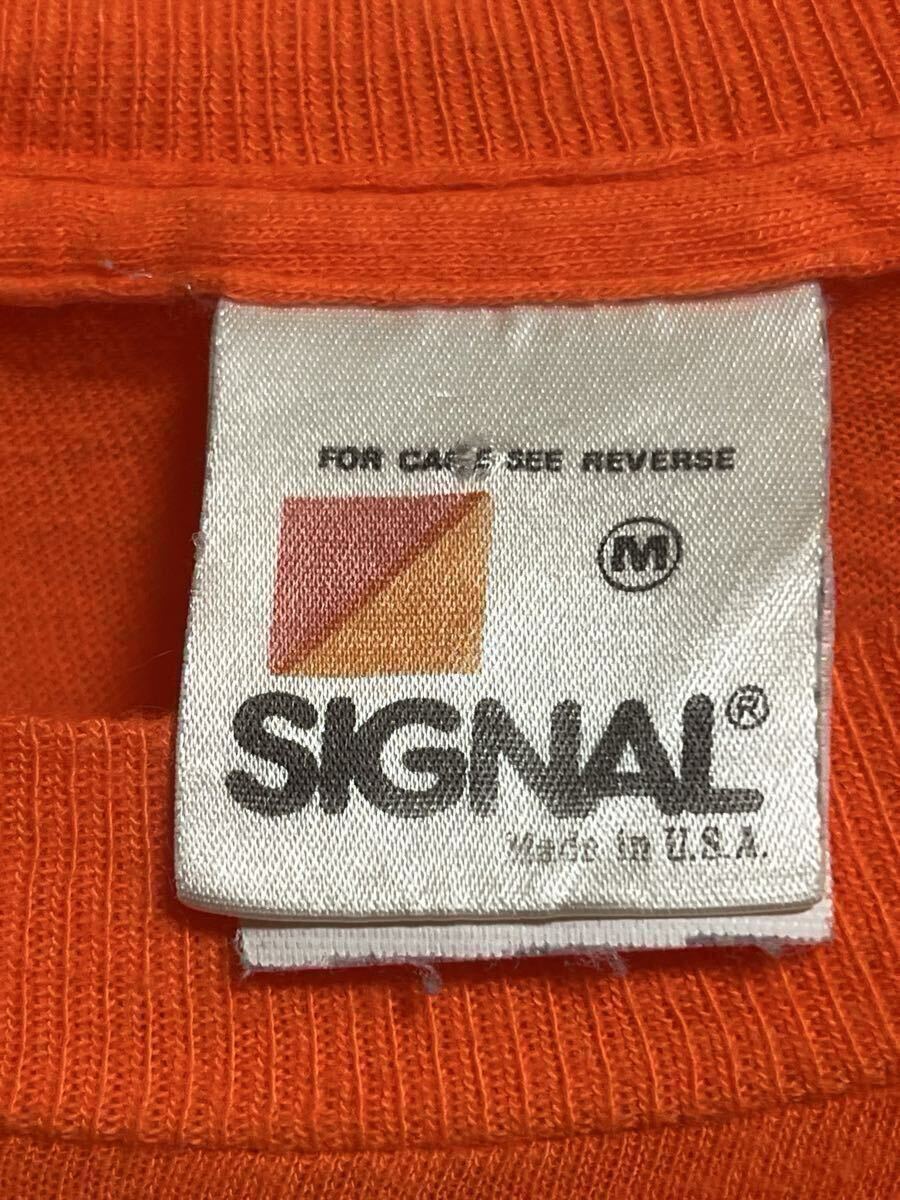 FOR CARE SEE REVERSE
M
SIGNAL®
Made in U.S.A.